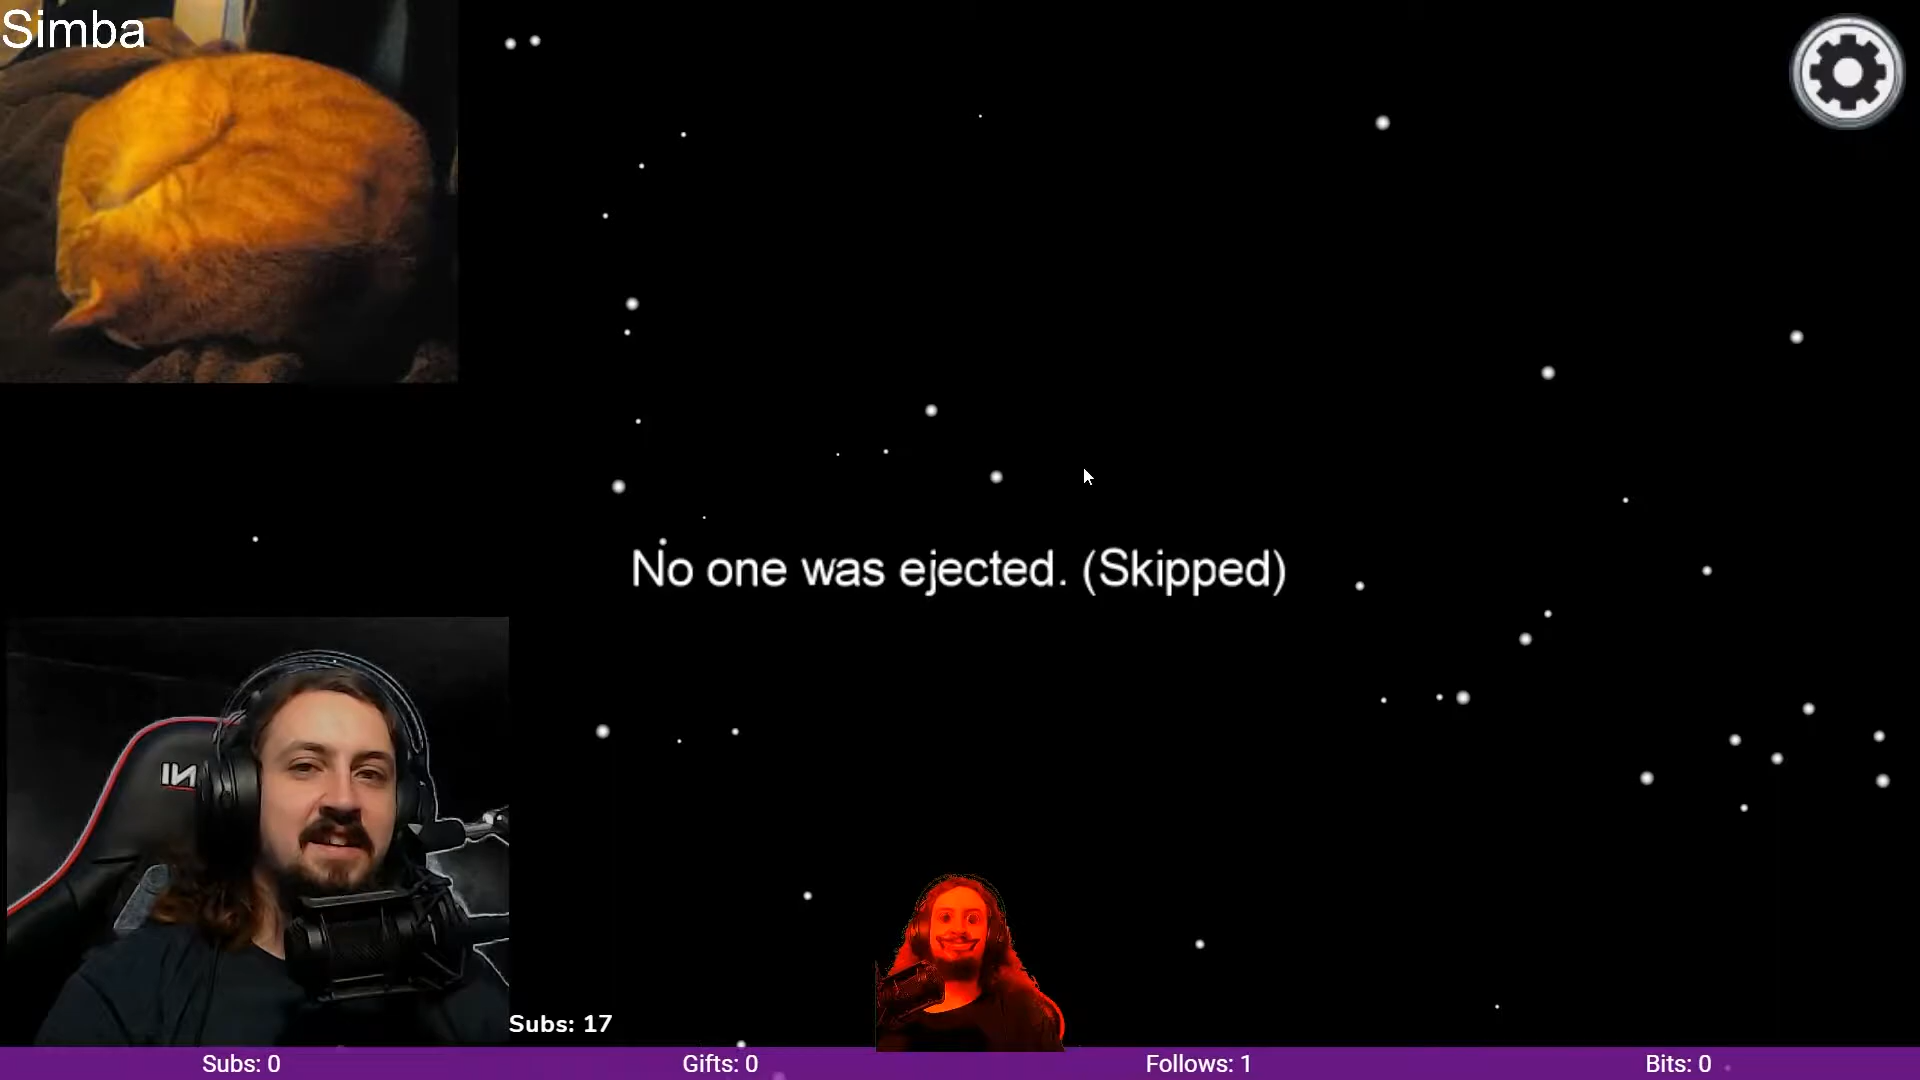 Simba
No one was ejected. (Skipped)
Subs: 17
Subs: 0
Gifts: 0
Follows: 1
Bits: 0